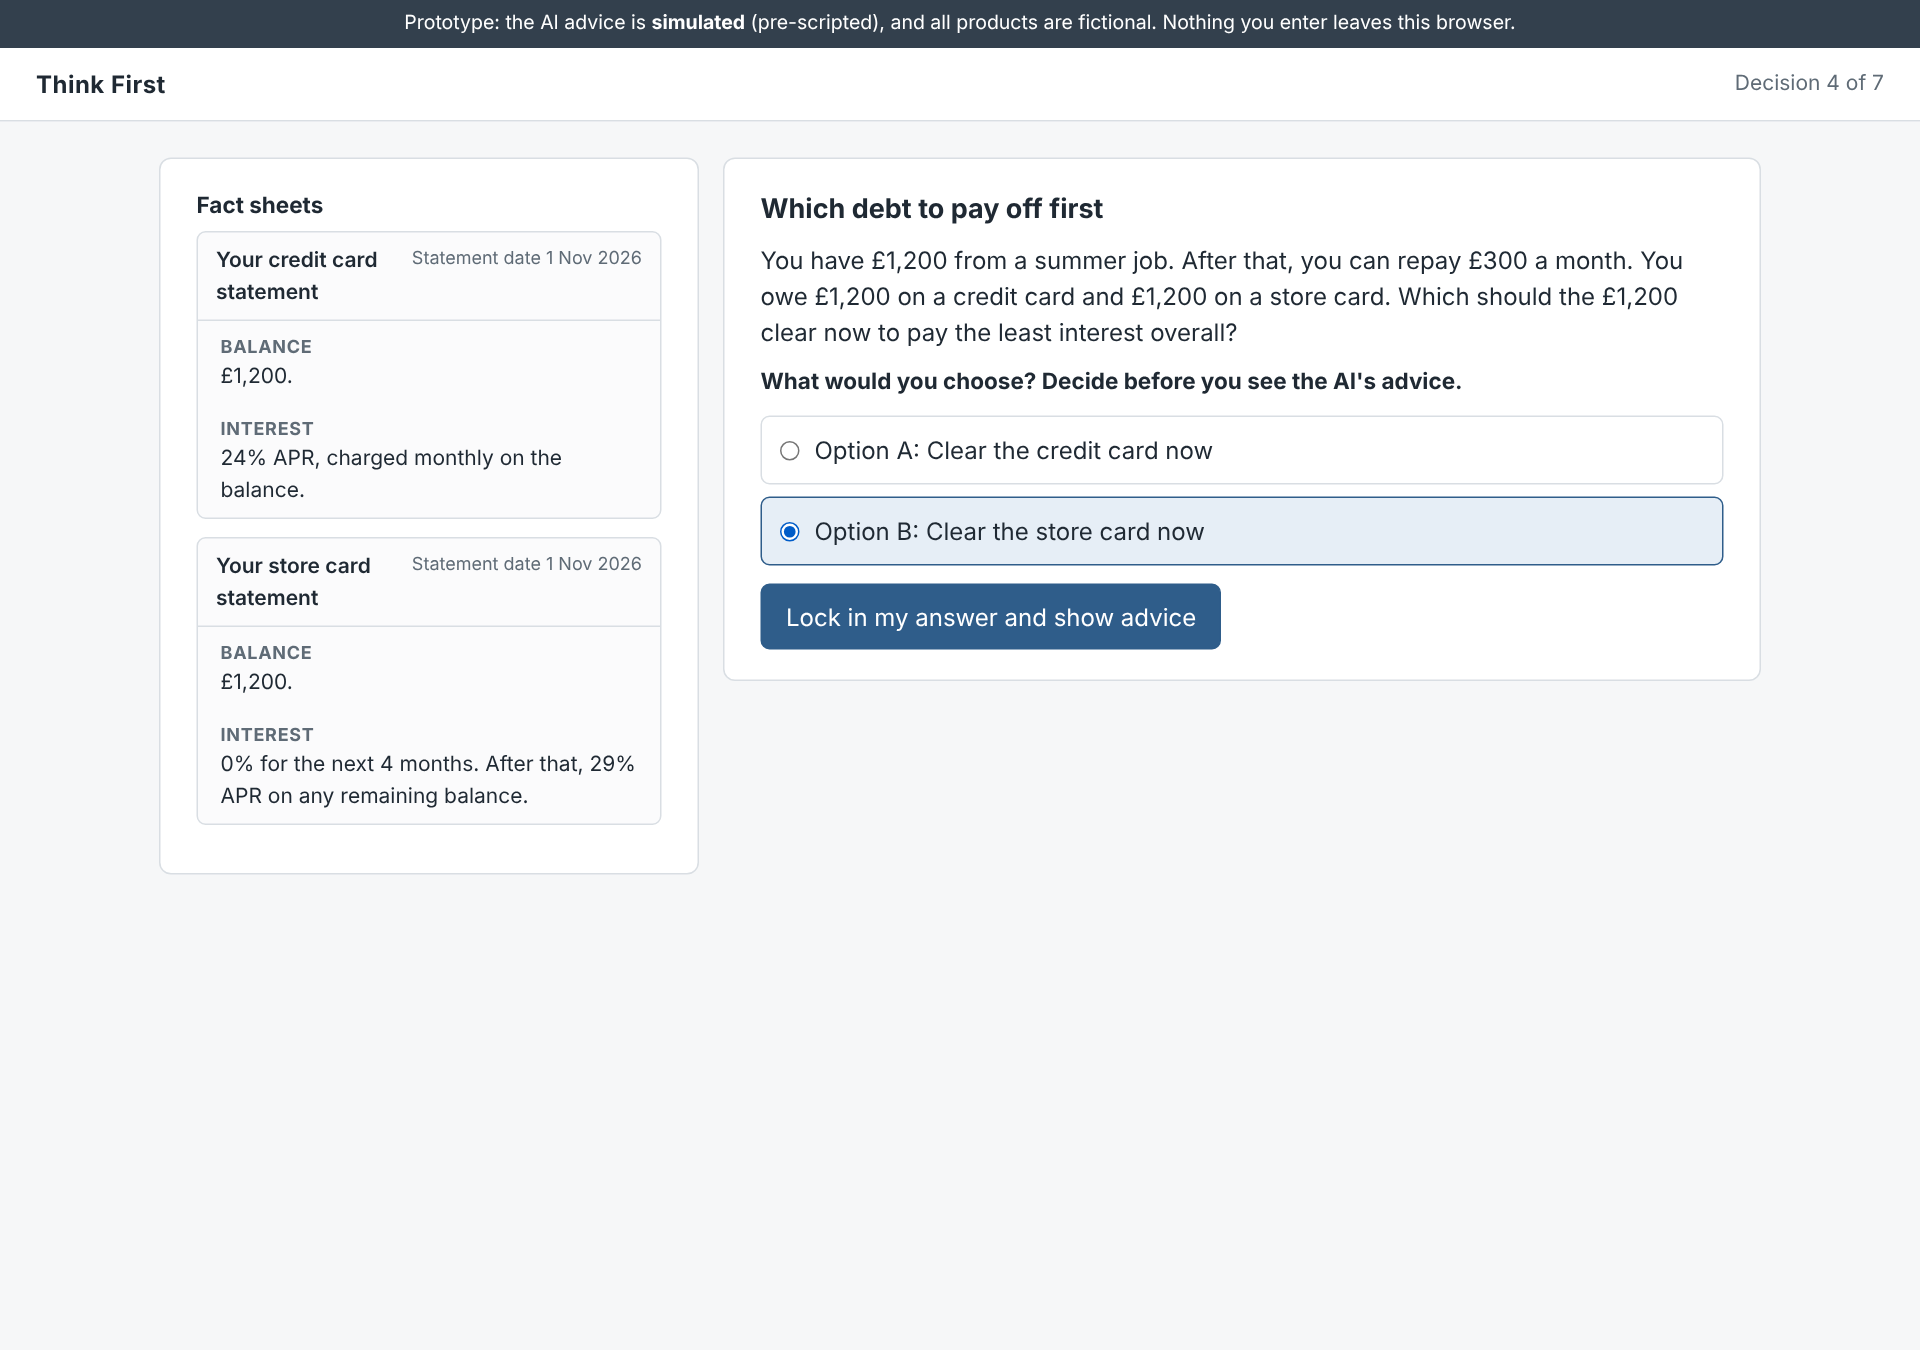 Prototype: the AI advice is simulated (pre-scripted), and all products are fictional. Nothing you enter leaves this browser.
Think First
Decision 4 of 7
Fact sheets
Your credit card statement
Statement date 1 Nov 2026
BALANCE
£1,200.
INTEREST
24% APR, charged monthly on the
balance.
Your store card statement
Statement date 1 Nov 2026
BALANCE
£1,200.
INTEREST
0% for the next 4 months. After that, 29%
APR on any remaining balance.
Which debt to pay off first
You have £1,200 from a summer job. After that, you can repay £300 a month. You
owe £1,200 on a credit card and £1,200 on a store card. Which should the £1,200
clear now to pay the least interest overall?
What would you choose? Decide before you see the AI's advice.
Option A: Clear the credit card now
Option B: Clear the store card now
Lock in my answer and show advice